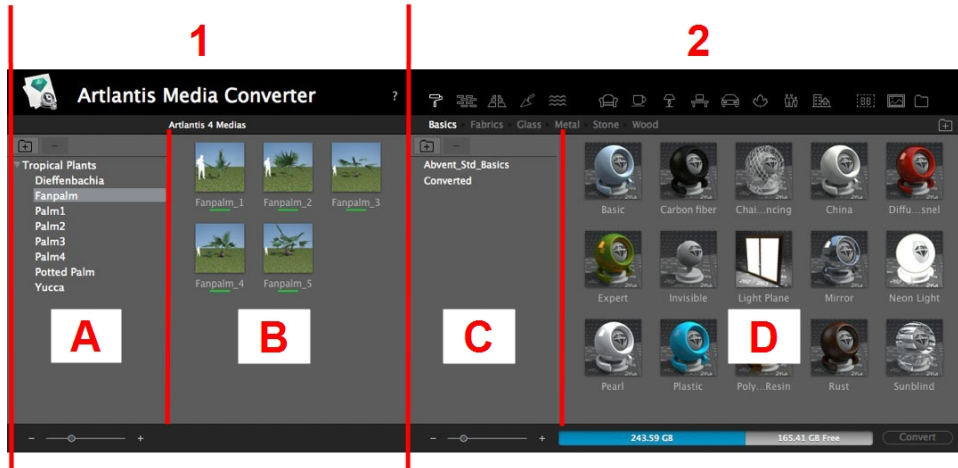 1
2
Artlantis Media Converter
?
Artlantis 4 Medias
Basics Fabrics Glass Metal Stone Wood
Tropical Plants
Dieffenbachia
Fanpalm
Palm1
Palm2
Palm3
Palm4
Potted Palm
Yucca
A
Fanpalm_1 Fanpalm_2 Fanpalm_3
Fanpalm_4 Fanpalm_5
B
Abvent_Std_Basics
Converted
C
Basic Carbon fiber Chai...ncing China Diffu...snel
Expert Invisible Light Plane Mirror Neon Light
D
Pearl Plastic Poly...Resin Rust Sunblind
- +
- +
243.59 GB
165.41 GB Free
Convert